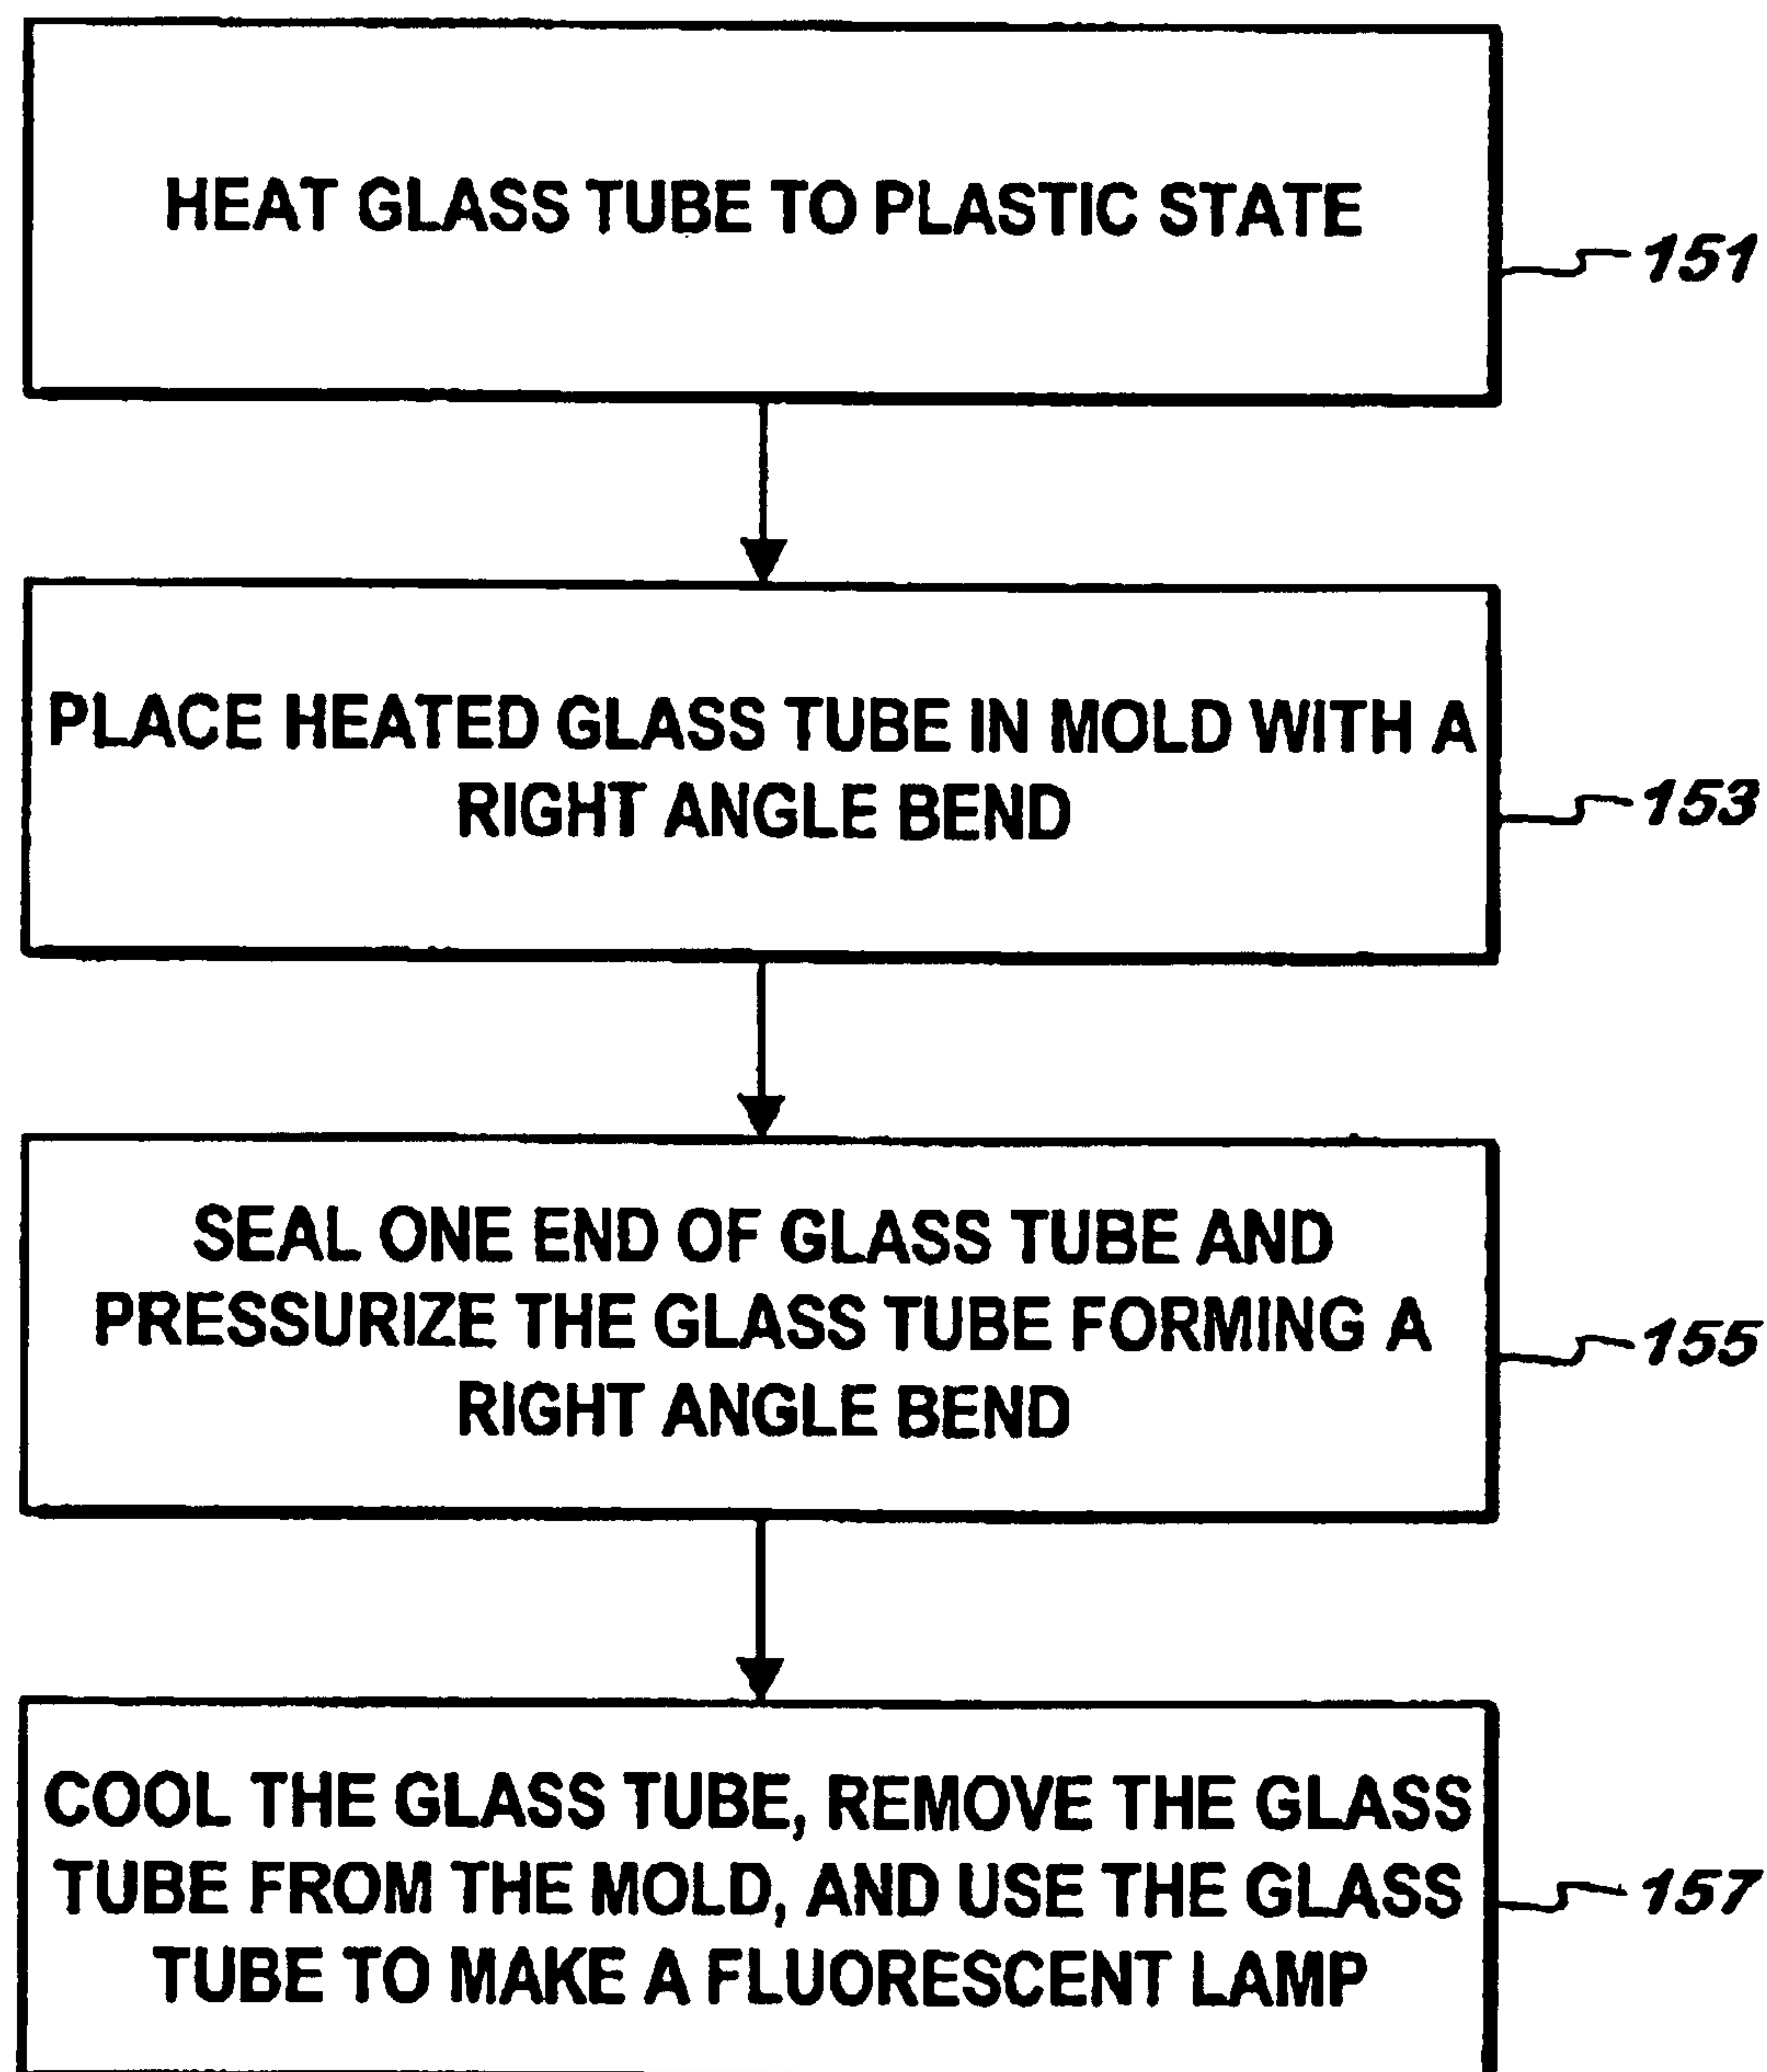 HEAT GLASS TUBE TO PLASTIC STATE
151
PLACE HEATED GLASS TUBE IN MOLD WITH A
RIGHT ANGLE BEND
153
SEAL ONE END OF GLASS TUBE AND
PRESSURIZE THE GLASS TUBE FORMING A
RIGHT ANGLE BEND
155
COOL THE GLASS TUBE, REMOVE THE GLASS
TUBE FROM THE MOLD, AND USE THE GLASS
TUBE TO MAKE A FLUORESCENT LAMP
157